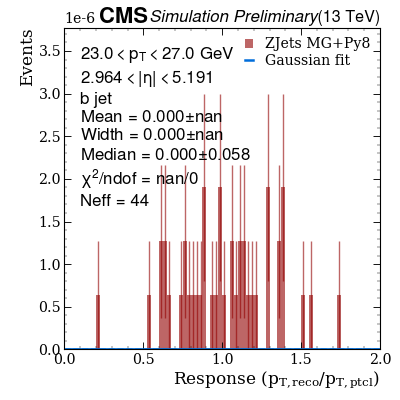 1e-6 CMS Simulation Preliminary (13 TeV)
Events
ZJets MG+Py8
Gaussian fit
23.0 < pT < 27.0 GeV
2.964 < |η| < 5.191
b jet
Mean = 0.000±nan
Width = 0.000±nan
Median = 0.000±0.058
χ²/ndof = nan/0
Neff = 44
3.5
3.0
2.5
2.0
1.5
1.0
0.5
0.0
0.0 0.5 1.0 1.5 2.0
Response (pT,reco/pT,ptcl)